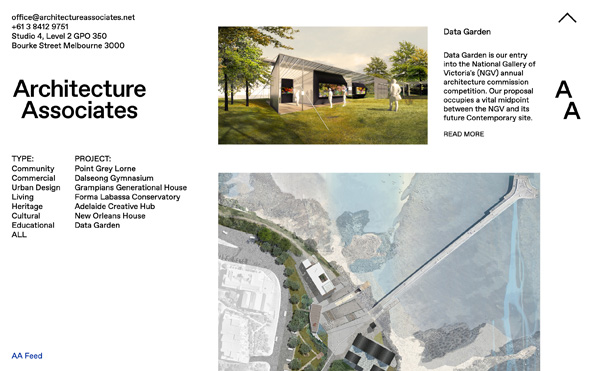 office@architectureassociates.net
+61 3 8412 9751
Studio 4, Level 2 GPO 350
Bourke Street Melbourne 3000
Architecture
Associates
TYPE:
Community
Commercial
Urban Design
Living
Heritage
Cultural
Educational
ALL
PROJECT:
Point Grey Lorne
Dalseong Gymnasium
Grampians Generational House
Forma Labassa Conservatory
Adelaide Creative Hub
New Orleans House
Data Garden
AA Feed
Data Garden
Data Garden is our entry
into the National Gallery of
Victoria's (NGV) annual
architecture commission
competition. Our proposal
occupies a vital midpoint
between the NGV and its
future Contemporary site.
READ MORE
A
A